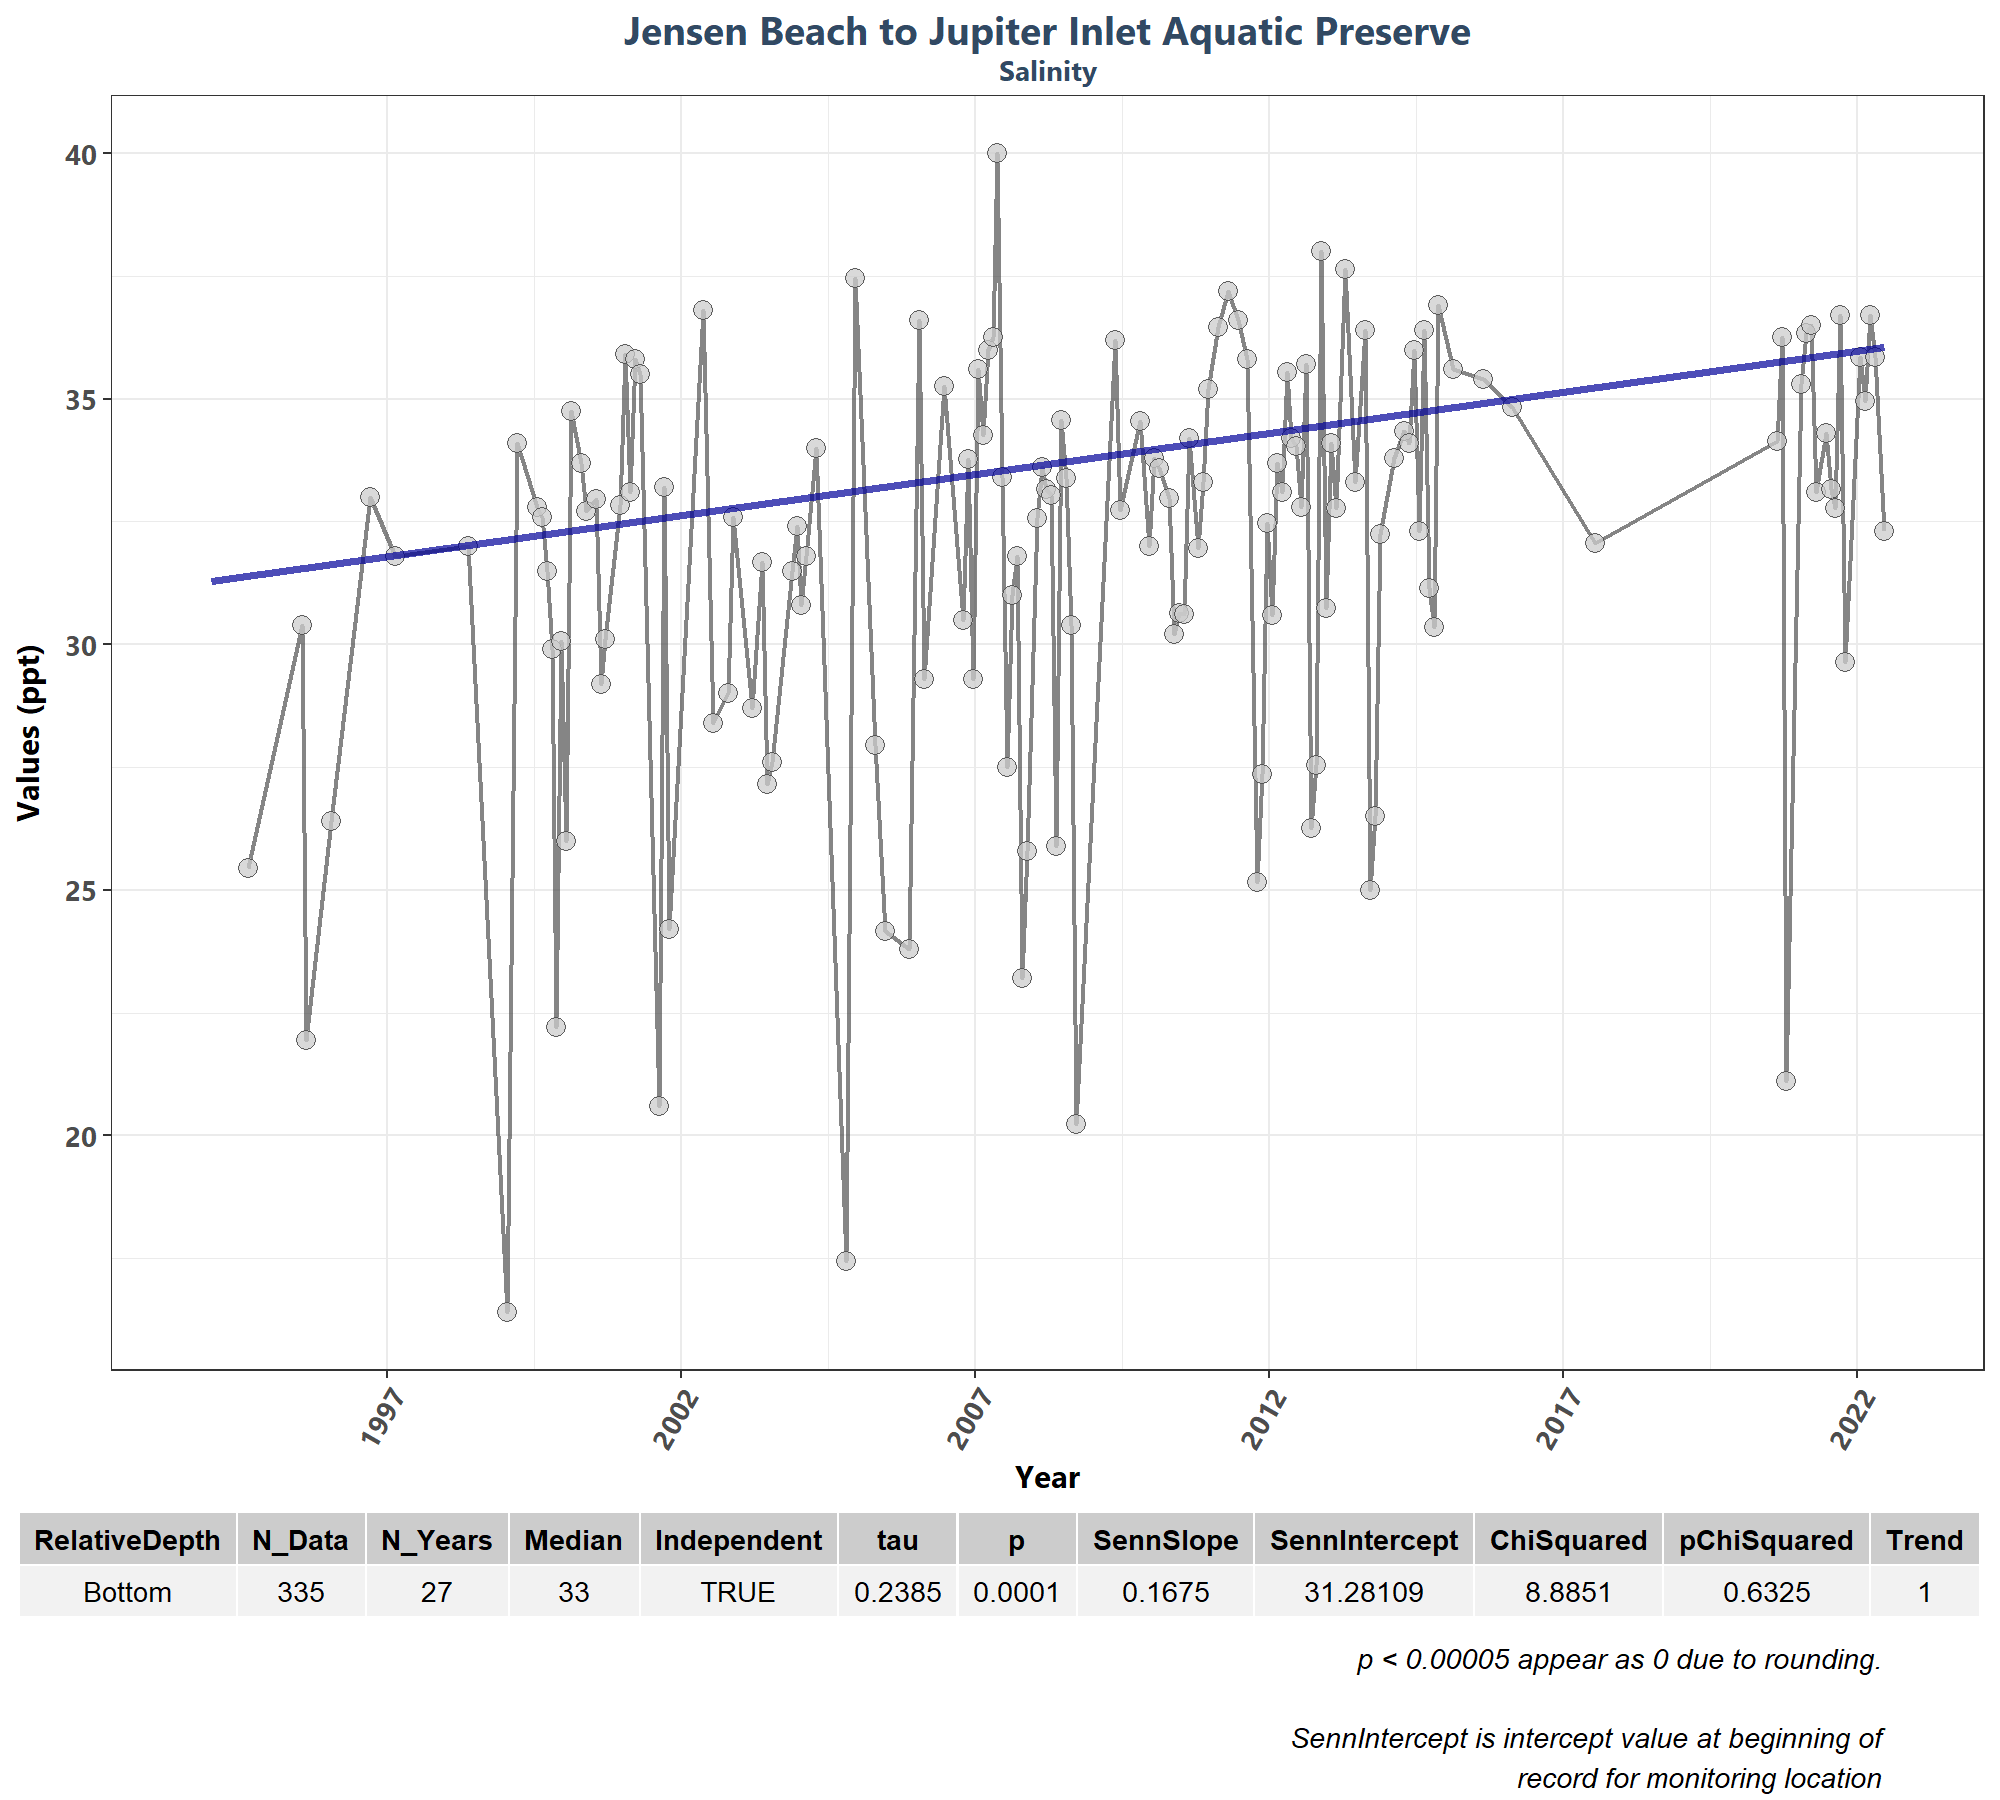 Jensen Beach to Jupiter Inlet Aquatic Preserve
Salinity
Values (ppt)
40
35
30
25
20
1997 2002 2007 2012 2017 2022
Year
RelativeDepth N_Data N_Years Median Independent tau p SennSlope SennIntercept ChiSquared pChiSquared Trend
Bottom 335 27 33 TRUE 0.2385 0.0001 0.1675 31.28109 8.8851 0.6325 1
p < 0.00005 appear as 0 due to rounding.
SennIntercept is intercept value at beginning of
record for monitoring location